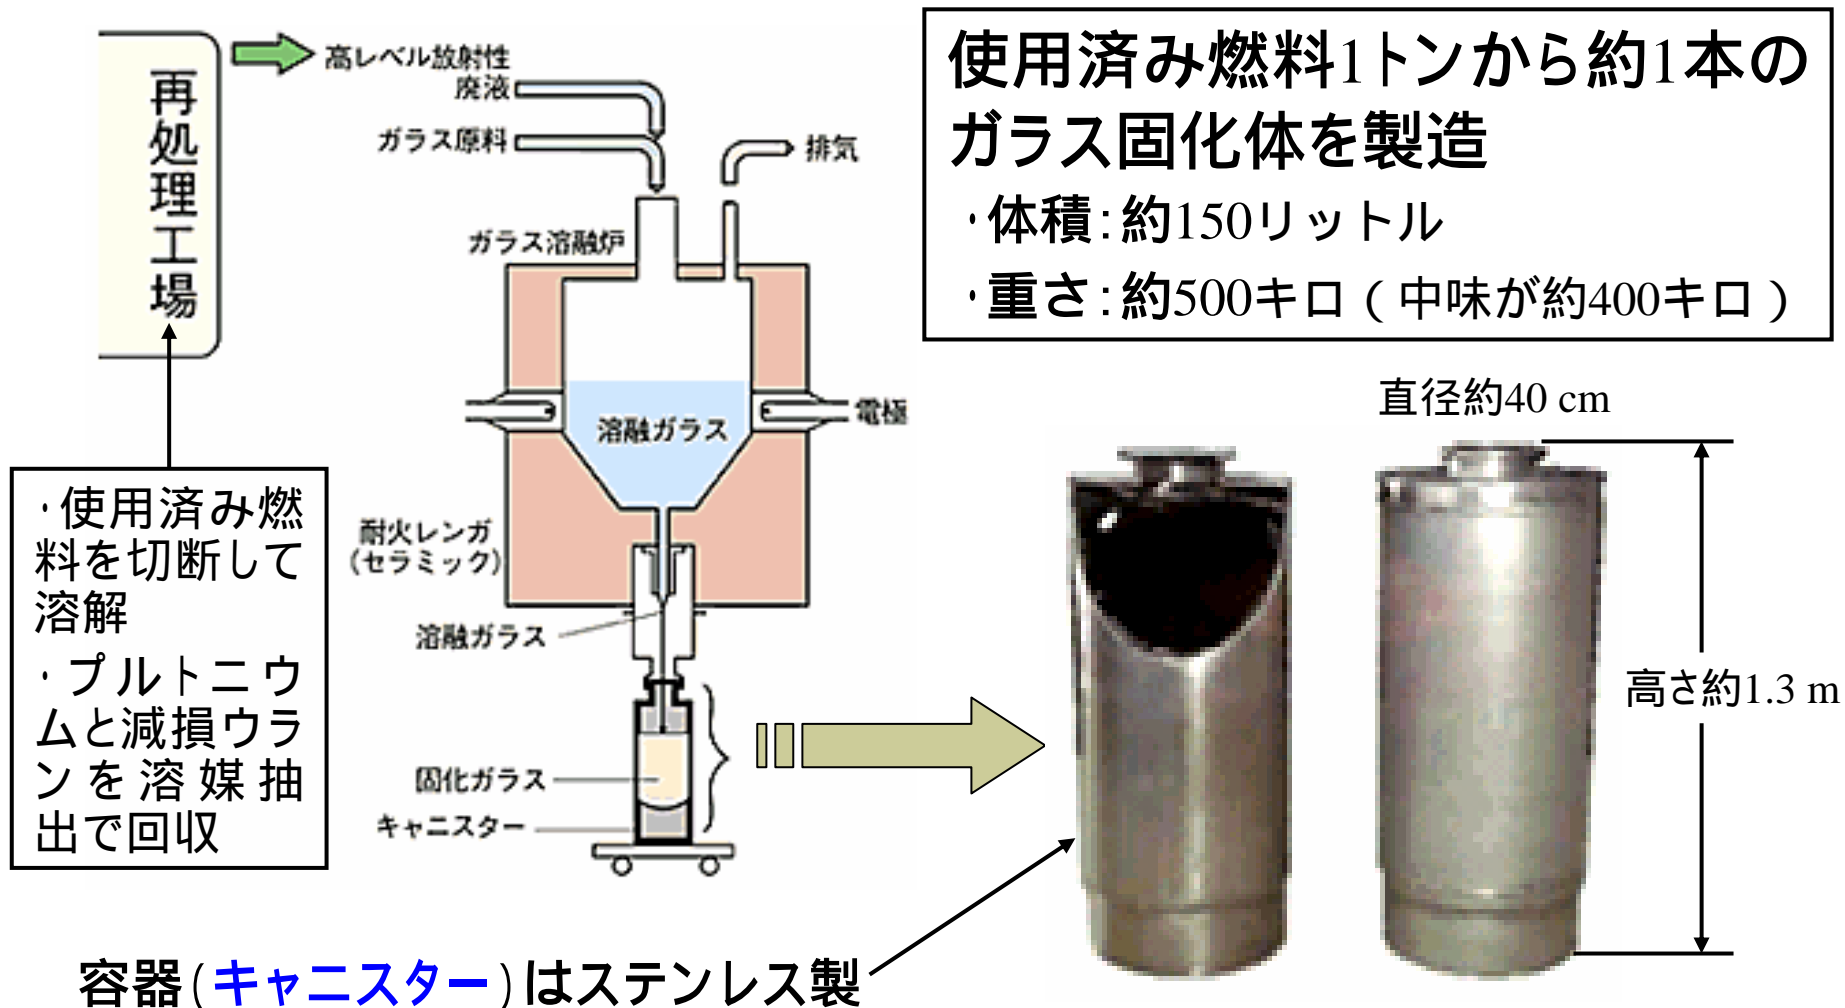 再処理工場
高レベル放射性
廃液
ガラス原料
排気
ガラス溶融炉
溶融ガラス
電極
耐火レンガ
(セラミック)
溶融ガラス
固化ガラス
キャニスター
・使用済み燃
料を切断して
溶解
・プルトニウ
ムと減損ウラ
ンを溶媒抽
出で回収
使用済み燃料1トンから約1本の
ガラス固化体を製造
・体積:約150リットル
・重さ:約500キロ(中味が約400キロ)
直径約40 cm
高さ約1.3 m
容器(キャニスター)はステンレス製